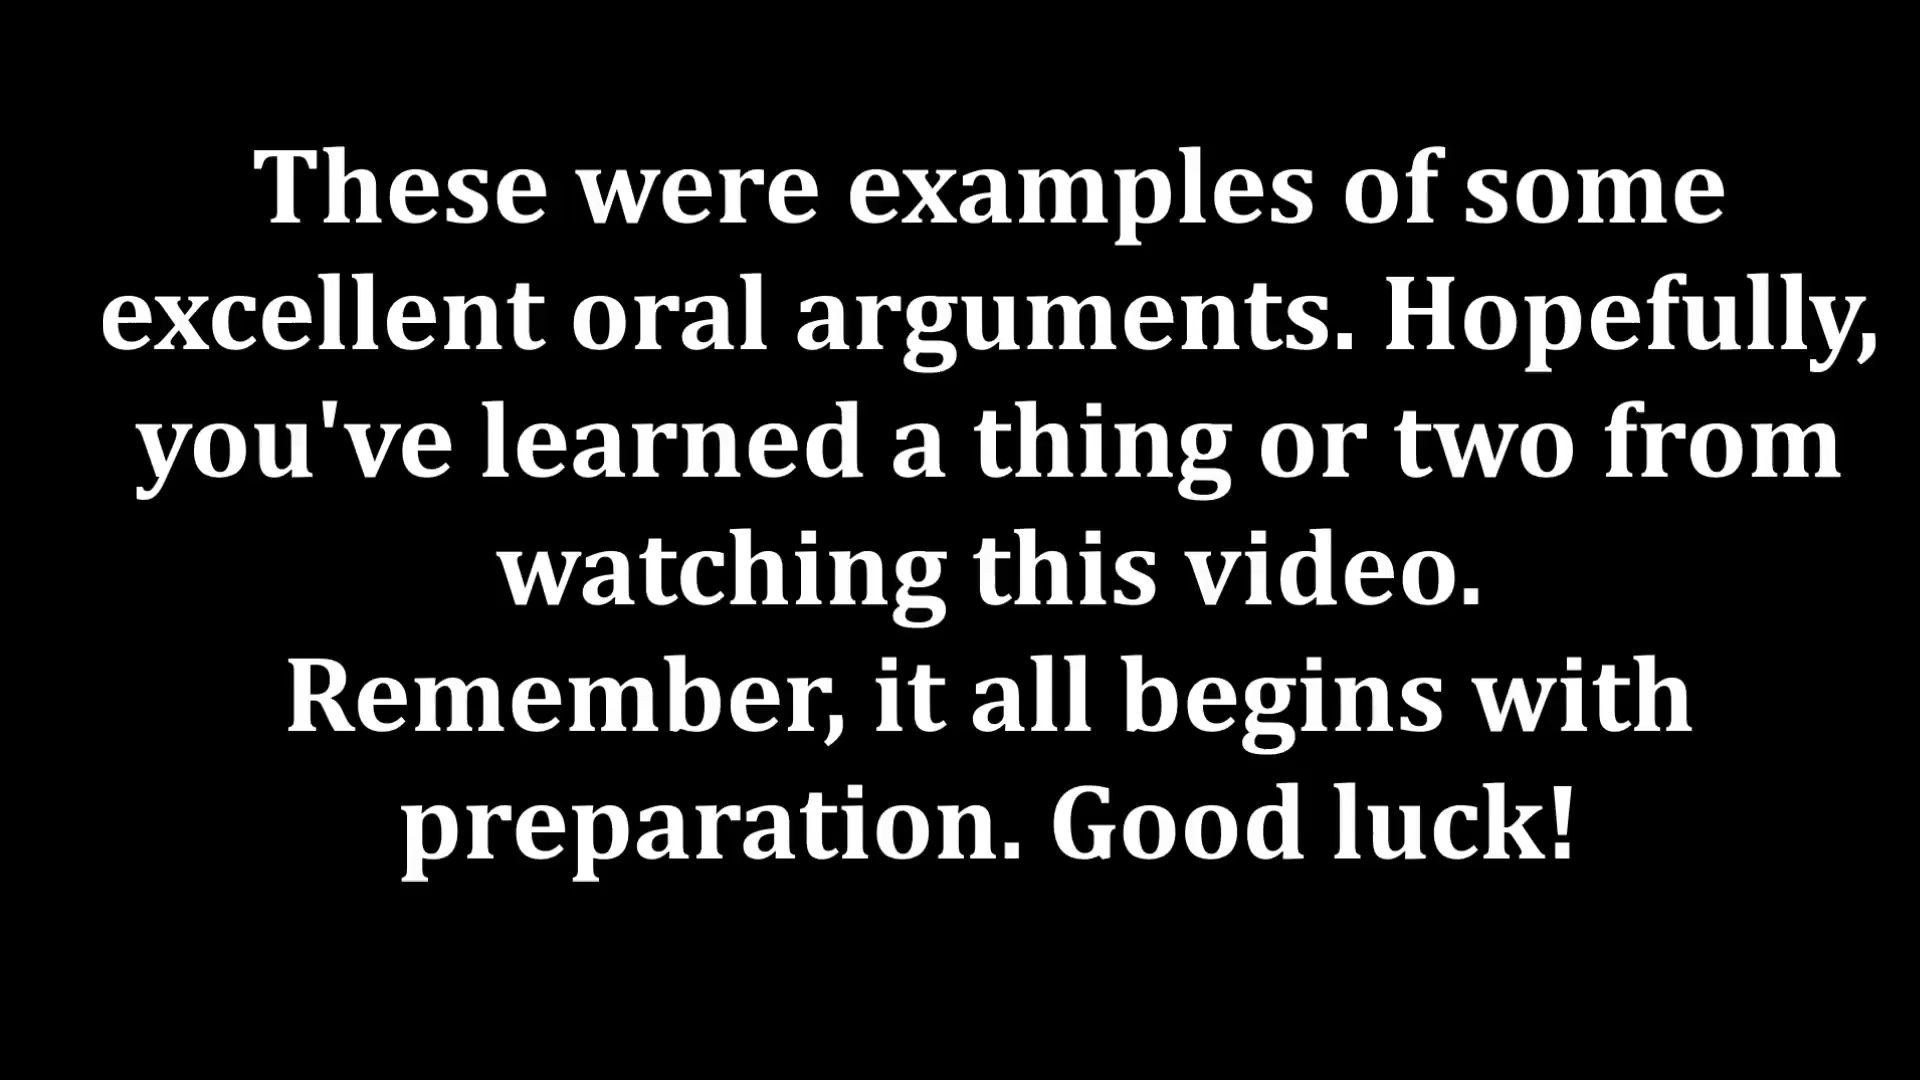 These were examples of some
excellent oral arguments. Hopefully,
you've learned a thing or two from
watching this video.
Remember, it all begins with
preparation. Good luck!